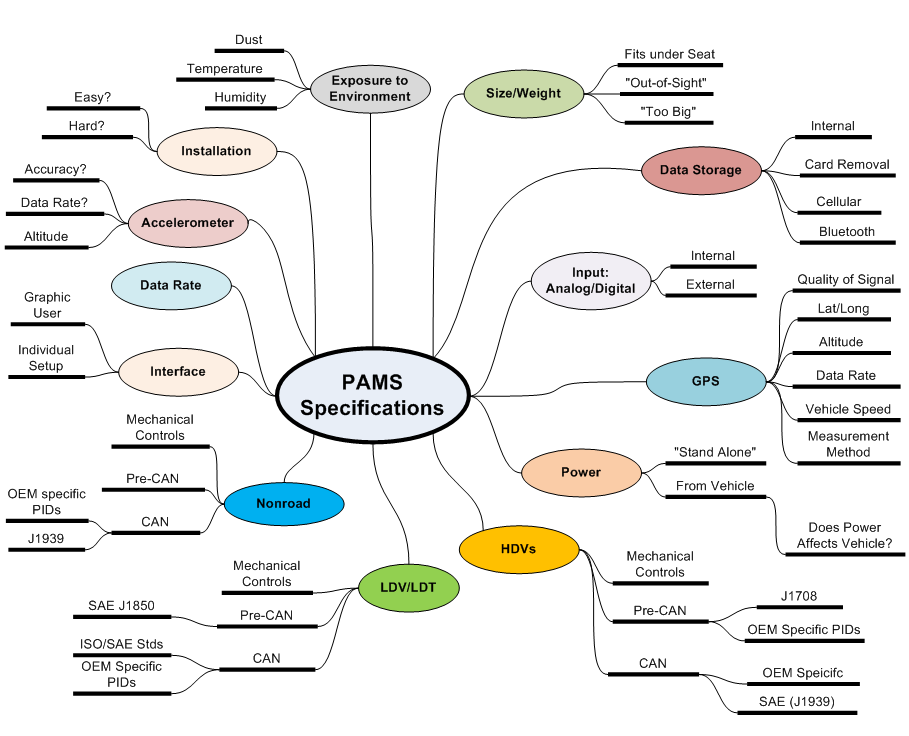 PAMS
Specifications
Exposure to
Environment
Dust
Temperature
Humidity
Installation
Easy?
Hard?
Accelerometer
Accuracy?
Data Rate?
Altitude
Data Rate
Interface
Graphic
User
Individual
Setup
Nonroad
Mechanical
Controls
Pre-CAN
CAN
OEM specific
PIDs
J1939
LDV/LDT
Mechanical
Controls
Pre-CAN
SAE J1850
CAN
ISO/SAE Stds
OEM Specific
PIDs
HDVs
Mechanical
Controls
Pre-CAN
J1708
OEM Specific PIDs
CAN
OEM Speicifc
SAE (J1939)
Power
"Stand Alone"
From Vehicle
Does Power
Affects Vehicle?
GPS
Quality of Signal
Lat/Long
Altitude
Data Rate
Vehicle Speed
Measurement
Method
Input:
Analog/Digital
Internal
External
Data Storage
Internal
Card Removal
Cellular
Bluetooth
Size/Weight
Fits under Seat
"Out-of-Sight"
"Too Big"